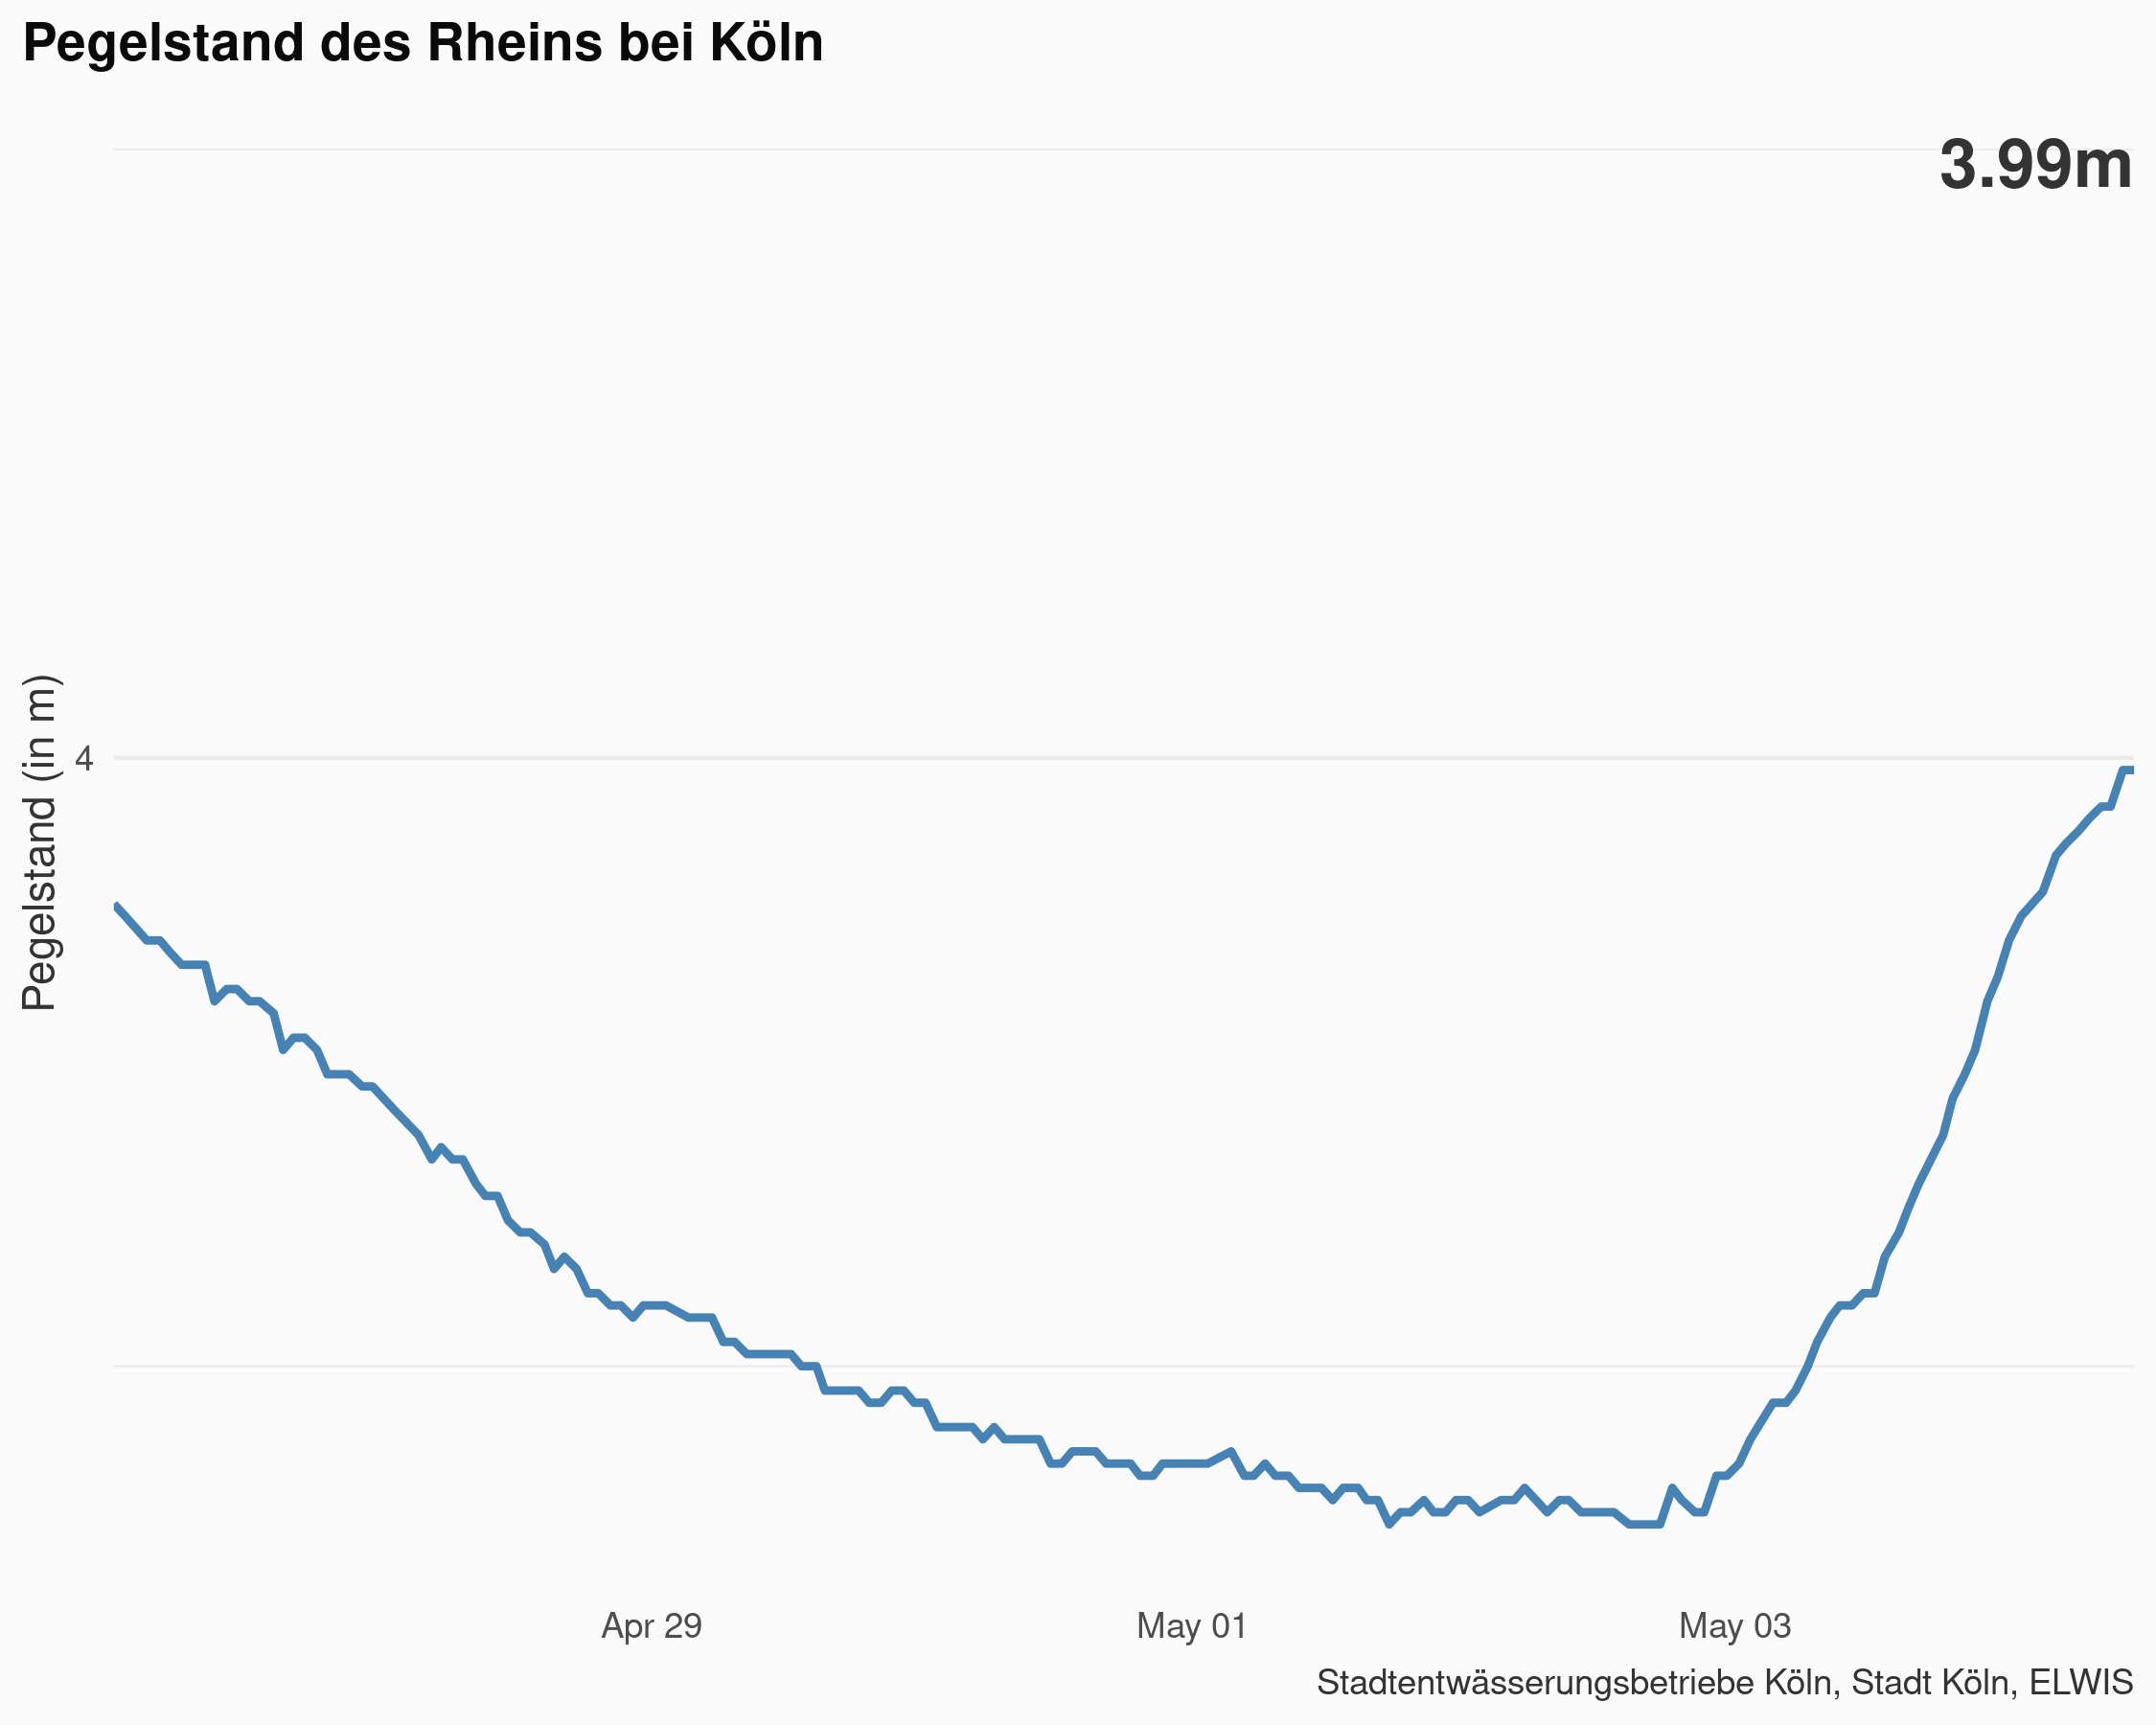 Pegelstand des Rheins bei Köln
3.99m
Pegelstand (in m)
4
Apr 29
May 01
May 03
Stadtentwässerungsbetriebe Köln, Stadt Köln, ELWIS